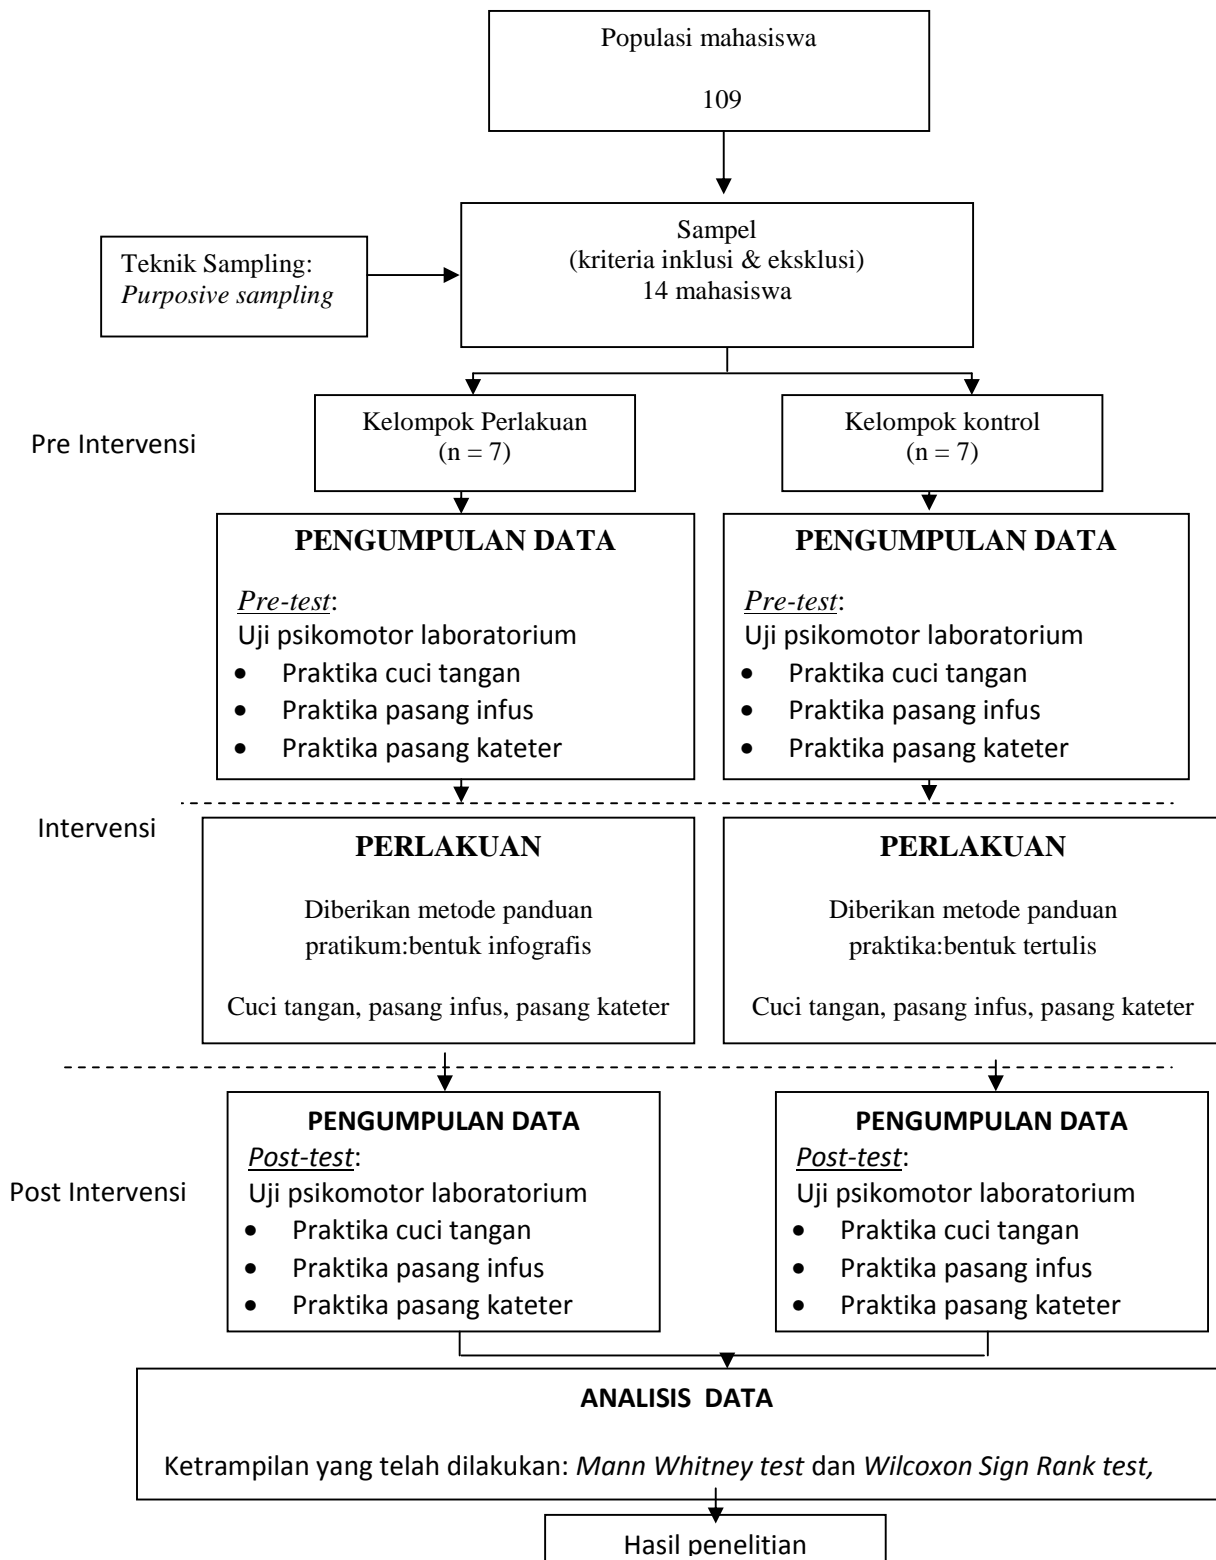 Populasi mahasiswa
109
Teknik Sampling:
Purposive sampling
Sampel
(kriteria inklusi & eksklusi)
14 mahasiswa
Pre Intervensi
Kelompok Perlakuan
(n = 7)
Kelompok kontrol
(n = 7)
PENGUMPULAN DATA
Pre-test:
Uji psikomotor laboratorium
• Praktika cuci tangan
• Praktika pasang infus
• Praktika pasang kateter
PENGUMPULAN DATA
Pre-test:
Uji psikomotor laboratorium
• Praktika cuci tangan
• Praktika pasang infus
• Praktika pasang kateter
Intervensi
PERLAKUAN
Diberikan metode panduan
pratikum:bentuk infografis
Cuci tangan, pasang infus, pasang kateter
PERLAKUAN
Diberikan metode panduan
praktika:bentuk tertulis
Cuci tangan, pasang infus, pasang kateter
Post Intervensi
PENGUMPULAN DATA
Post-test:
Uji psikomotor laboratorium
• Praktika cuci tangan
• Praktika pasang infus
• Praktika pasang kateter
PENGUMPULAN DATA
Post-test:
Uji psikomotor laboratorium
• Praktika cuci tangan
• Praktika pasang infus
• Praktika pasang kateter
ANALISIS DATA
Ketrampilan yang telah dilakukan: Mann Whitney test dan Wilcoxon Sign Rank test,
Hasil penelitian